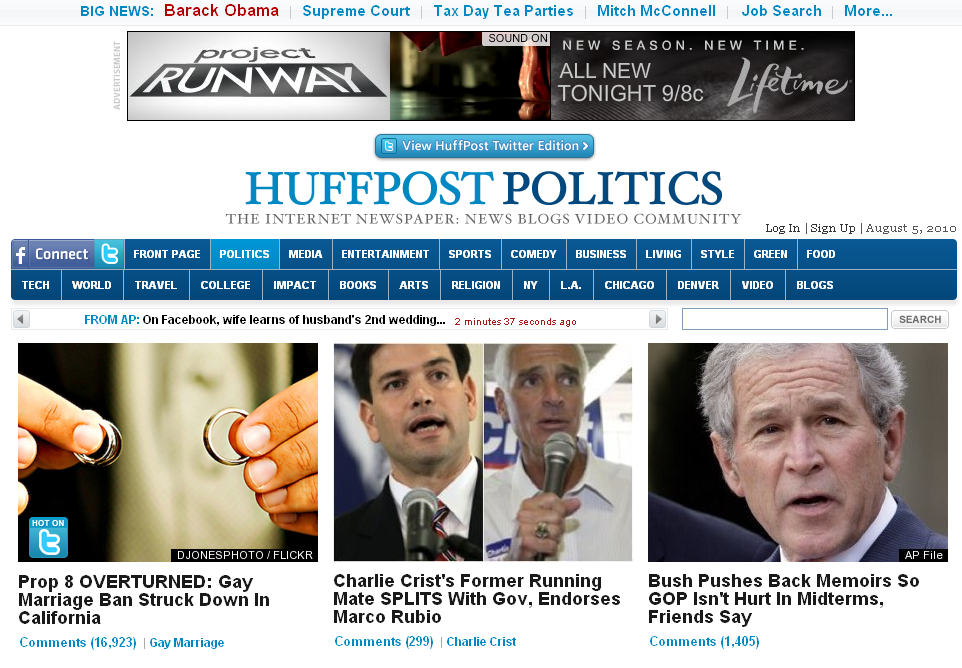 BIG NEWS: Barack Obama | Supreme Court | Tax Day Tea Parties | Mitch McConnell | Job Search | More...
ADVERTISEMENT
project
RUNWAY
SOUND ON
NEW SEASON. NEW TIME.
ALL NEW
TONIGHT 9/8c
Lifetime
View HuffPost Twitter Edition
HUFFPOST POLITICS
THE INTERNET NEWSPAPER: NEWS BLOGS VIDEO COMMUNITY
Log In | Sign Up | August 5, 2010
f Connect t FRONT PAGE POLITICS MEDIA ENTERTAINMENT SPORTS COMEDY BUSINESS LIVING STYLE GREEN FOOD
TECH WORLD TRAVEL COLLEGE IMPACT BOOKS ARTS RELIGION NY L.A. CHICAGO DENVER VIDEO BLOGS
FROM AP: On Facebook, wife learns of husband's 2nd wedding... 2 minutes 37 seconds ago
SEARCH
HOT ON
t
DJONESPHOTO / FLICKR
AP File
Prop 8 OVERTURNED: Gay
Marriage Ban Struck Down In
California
Comments (16,923) | Gay Marriage
Charlie Crist's Former Running
Mate SPLITS With Gov, Endorses
Marco Rubio
Comments (299) | Charlie Crist
Bush Pushes Back Memoirs So
GOP Isn't Hurt In Midterms,
Friends Say
Comments (1,405)